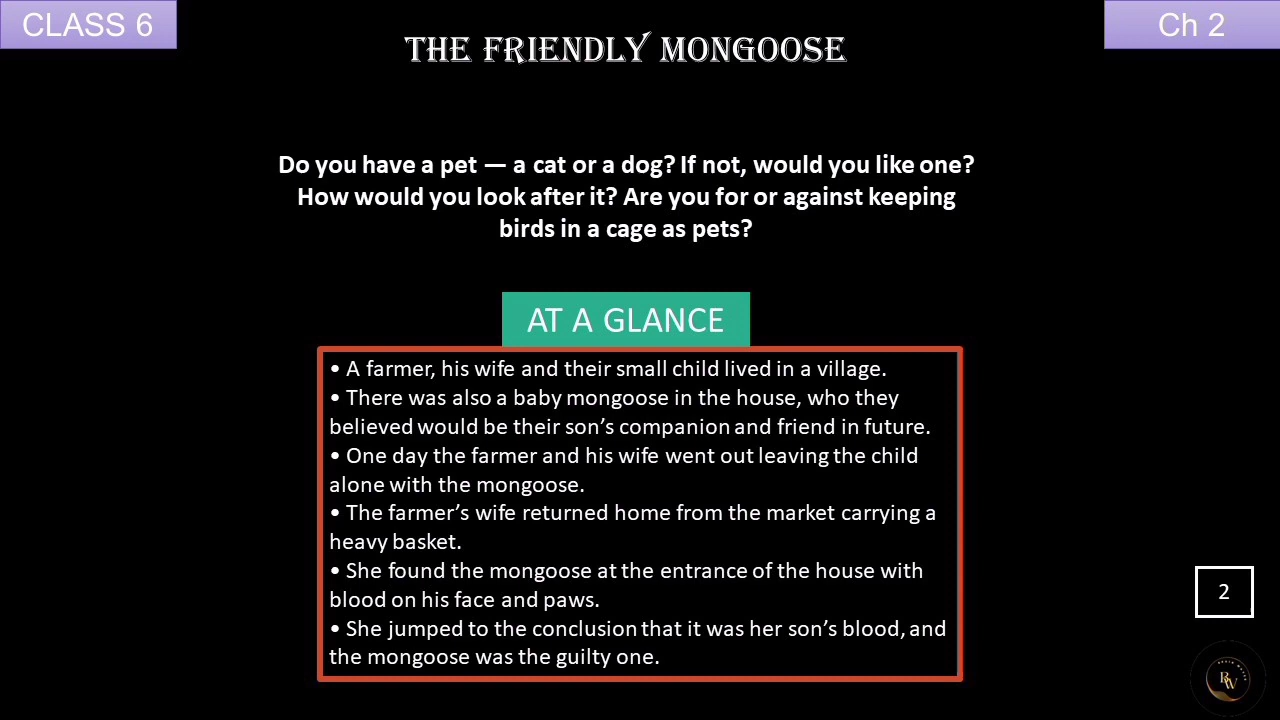 CLASS 6
Ch 2
THE FRIENDLY MONGOOSE
Do you have a pet — a cat or a dog? If not, would you like one?
How would you look after it? Are you for or against keeping
birds in a cage as pets?
AT A GLANCE
• A farmer, his wife and their small child lived in a village.
• There was also a baby mongoose in the house, who they
believed would be their son’s companion and friend in future.
• One day the farmer and his wife went out leaving the child
alone with the mongoose.
• The farmer’s wife returned home from the market carrying a
heavy basket.
• She found the mongoose at the entrance of the house with
blood on his face and paws.
• She jumped to the conclusion that it was her son’s blood, and
the mongoose was the guilty one.
2
RV